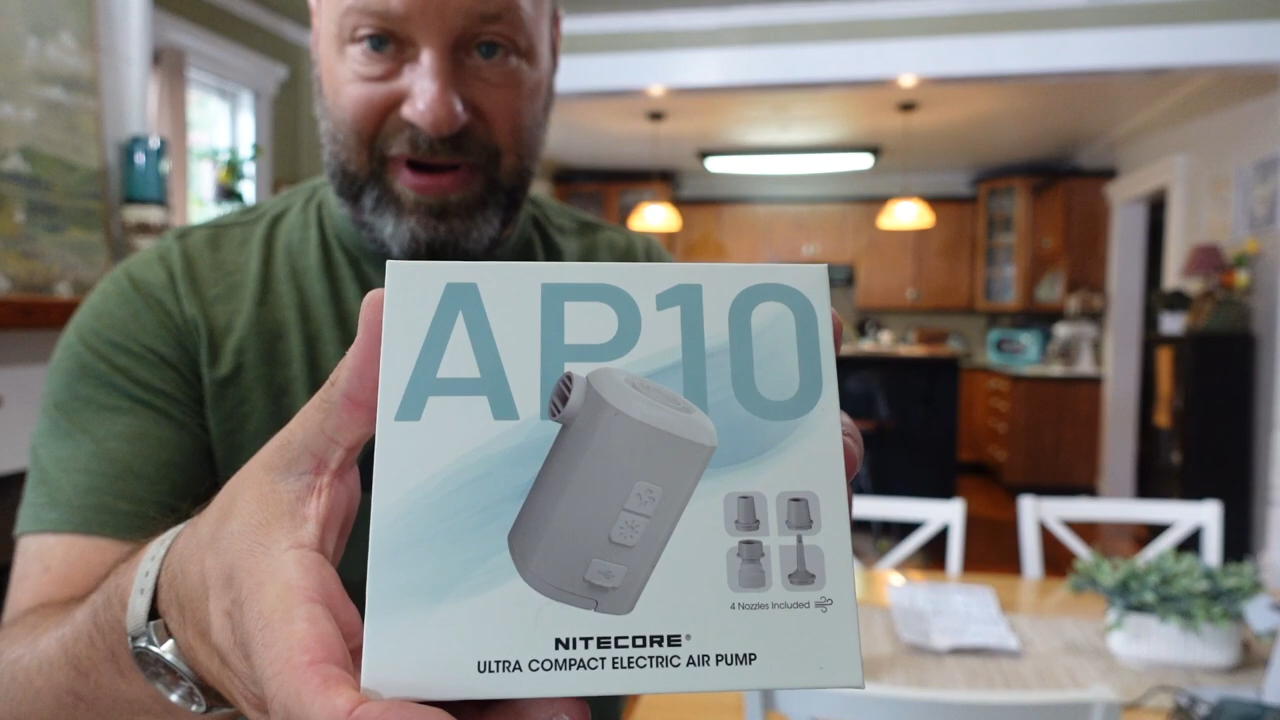 AP10
4 Nozzles Included
NITECORE®
ULTRA COMPACT ELECTRIC AIR PUMP